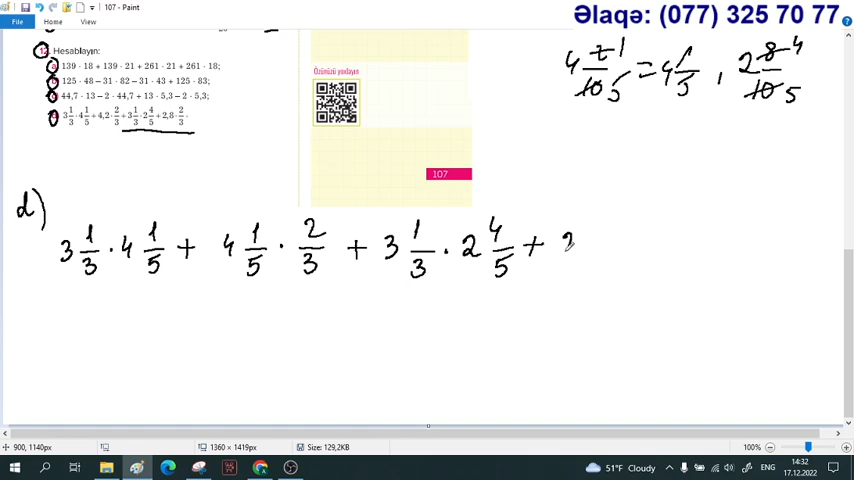 107 - Paint
Əlaqə: (077) 325 70 77
File Home View
12. Hesablayın:
139 · 18 + 139 · 21 + 261 · 21 + 261 · 18;
125 · 48 – 31 · 82 – 31 · 43 + 125 · 83;
44,7 · 13 – 2 · 44,7 + 13 · 5,3 – 2 · 5,3;
3 1/3 · 4 1/5 + 4,2 · 2/3 + 3 1/3 · 2 4/5 + 2,8 · 2/3 .
Özünüzü yoxlayın
107
4 2/10 1 5 = 4 1/5 , 2 8/10 4 5
d)
3 1/3 · 4 1/5 + 4 1/5 · 2/3 + 3 1/3 · 2 4/5 + 2
900, 1140px 1360 × 1419px Size: 129,2KB 100%
51°F Cloudy ENG 14:32 17.12.2022